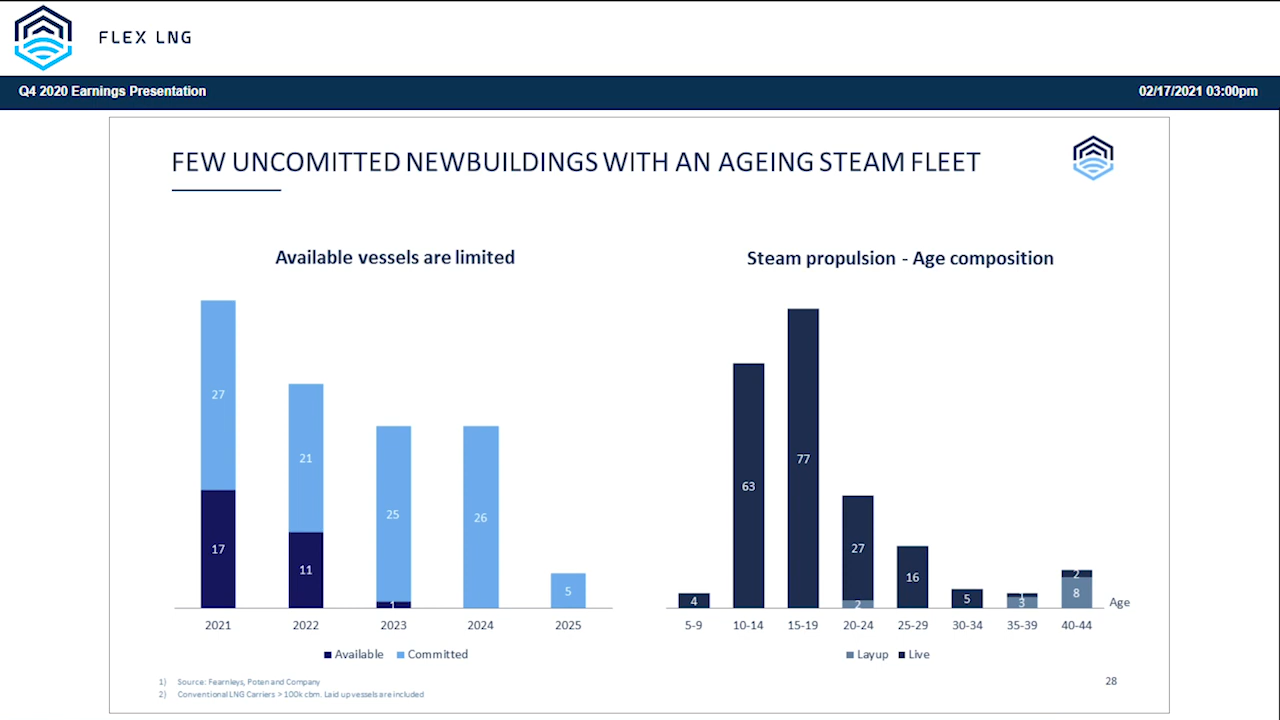 FLEX LNG
Q4 2020 Earnings Presentation
02/17/2021 03:00pm
FEW UNCOMITTED NEWBUILDINGS WITH AN AGEING STEAM FLEET
Available vessels are limited
27
17
21
11
25
1
26
5
2021 2022 2023 2024 2025
Available Committed
Steam propulsion - Age composition
4
63
77
27
2
16
5
1
3
2
8
Age
5-9 10-14 15-19 20-24 25-29 30-34 35-39 40-44
Layup Live
1) Source: Fearnleys, Poten and Company
2) Conventional LNG Carriers > 100k cbm. Laid up vessels are included
28